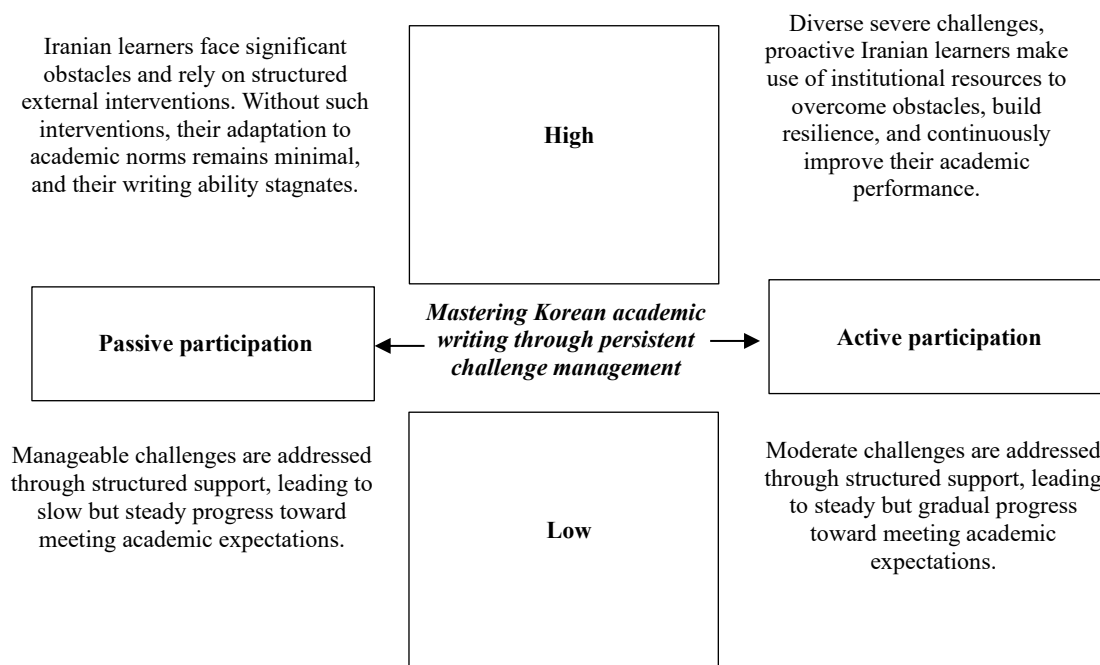 Iranian learners face significant
obstacles and rely on structured
external interventions. Without such
interventions, their adaptation to
academic norms remains minimal,
and their writing ability stagnates.
High
Diverse severe challenges,
proactive Iranian learners make
use of institutional resources to
overcome obstacles, build
resilience, and continuously
improve their academic
performance.
Passive participation
Mastering Korean academic
writing through persistent
challenge management
Active participation
Manageable challenges are addressed
through structured support, leading to
slow but steady progress toward
meeting academic expectations.
Low
Moderate challenges are addressed
through structured support, leading
to steady but gradual progress
toward meeting academic
expectations.